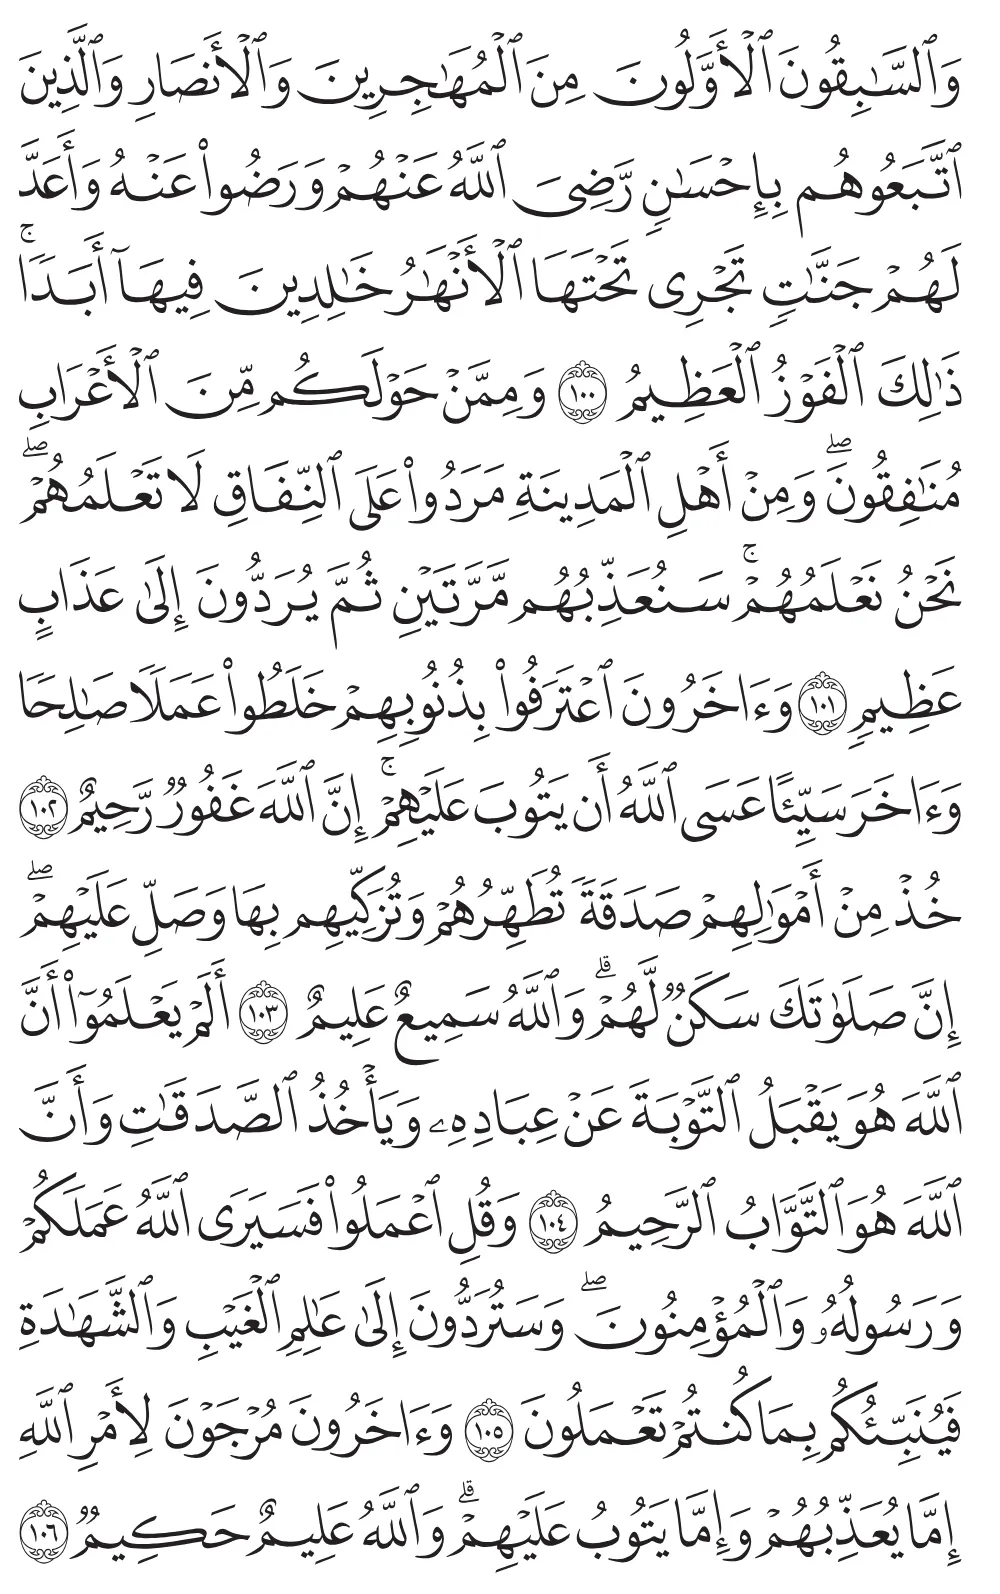 وَٱلسَّٰبِقُونَ ٱلْأَوَّلُونَ مِنَ ٱلْمُهَٰجِرِينَ وَٱلْأَنصَارِ وَٱلَّذِينَ
ٱتَّبَعُوهُم بِإِحْسَٰنٍ رَّضِىَ ٱللَّهُ عَنْهُمْ وَرَضُوا۟ عَنْهُ وَأَعَدَّ
لَهُمْ جَنَّٰتٍ تَجْرِى تَحْتَهَا ٱلْأَنْهَٰرُ خَٰلِدِينَ فِيهَآ أَبَدًا ۚ
ذَٰلِكَ ٱلْفَوْزُ ٱلْعَظِيمُ ١٠٠ وَمِمَّنْ حَوْلَكُم مِّنَ ٱلْأَعْرَابِ
مُنَٰفِقُونَ ۖ وَمِنْ أَهْلِ ٱلْمَدِينَةِ مَرَدُوا۟ عَلَى ٱلنِّفَاقِ لَا تَعْلَمُهُمْ ۖ
نَحْنُ نَعْلَمُهُمْ ۚ سَنُعَذِّبُهُم مَّرَّتَيْنِ ثُمَّ يُرَدُّونَ إِلَىٰ عَذَابٍ
عَظِيمٍ ١٠١ وَءَاخَرُونَ ٱعْتَرَفُوا۟ بِذُنُوبِهِمْ خَلَطُوا۟ عَمَلًا صَٰلِحًا
وَءَاخَرَ سَيِّئًا عَسَى ٱللَّهُ أَن يَتُوبَ عَلَيْهِمْ ۚ إِنَّ ٱللَّهَ غَفُورٌ رَّحِيمٌ ١٠٢
خُذْ مِنْ أَمْوَٰلِهِمْ صَدَقَةً تُطَهِّرُهُمْ وَتُزَكِّيهِم بِهَا وَصَلِّ عَلَيْهِمْ ۖ
إِنَّ صَلَوٰتَكَ سَكَنٌ لَّهُمْ ۗ وَٱللَّهُ سَمِيعٌ عَلِيمٌ ١٠٣ أَلَمْ يَعْلَمُوٓا۟ أَنَّ
ٱللَّهَ هُوَ يَقْبَلُ ٱلتَّوْبَةَ عَنْ عِبَادِهِۦ وَيَأْخُذُ ٱلصَّدَقَٰتِ وَأَنَّ
ٱللَّهَ هُوَ ٱلتَّوَّابُ ٱلرَّحِيمُ ١٠٤ وَقُلِ ٱعْمَلُوا۟ فَسَيَرَى ٱللَّهُ عَمَلَكُمْ
وَرَسُولُهُۥ وَٱلْمُؤْمِنُونَ ۖ وَسَتُرَدُّونَ إِلَىٰ عَٰلِمِ ٱلْغَيْبِ وَٱلشَّهَٰدَةِ
فَيُنَبِّئُكُم بِمَا كُنتُمْ تَعْمَلُونَ ١٠٥ وَءَاخَرُونَ مُرْجَوْنَ لِأَمْرِ ٱللَّهِ
إِمَّا يُعَذِّبُهُمْ وَإِمَّا يَتُوبُ عَلَيْهِمْ ۗ وَٱللَّهُ عَلِيمٌ حَكِيمٌ ١٠٦